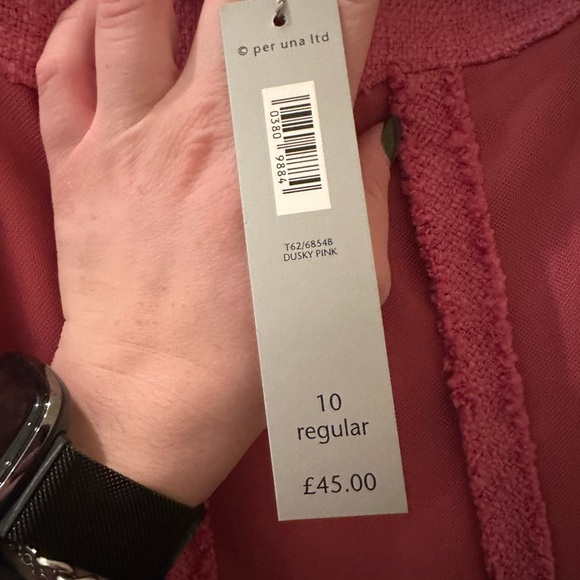 © per una ltd
0380 9884
T62/6854B
DUSKY PINK
10
regular
£45.00